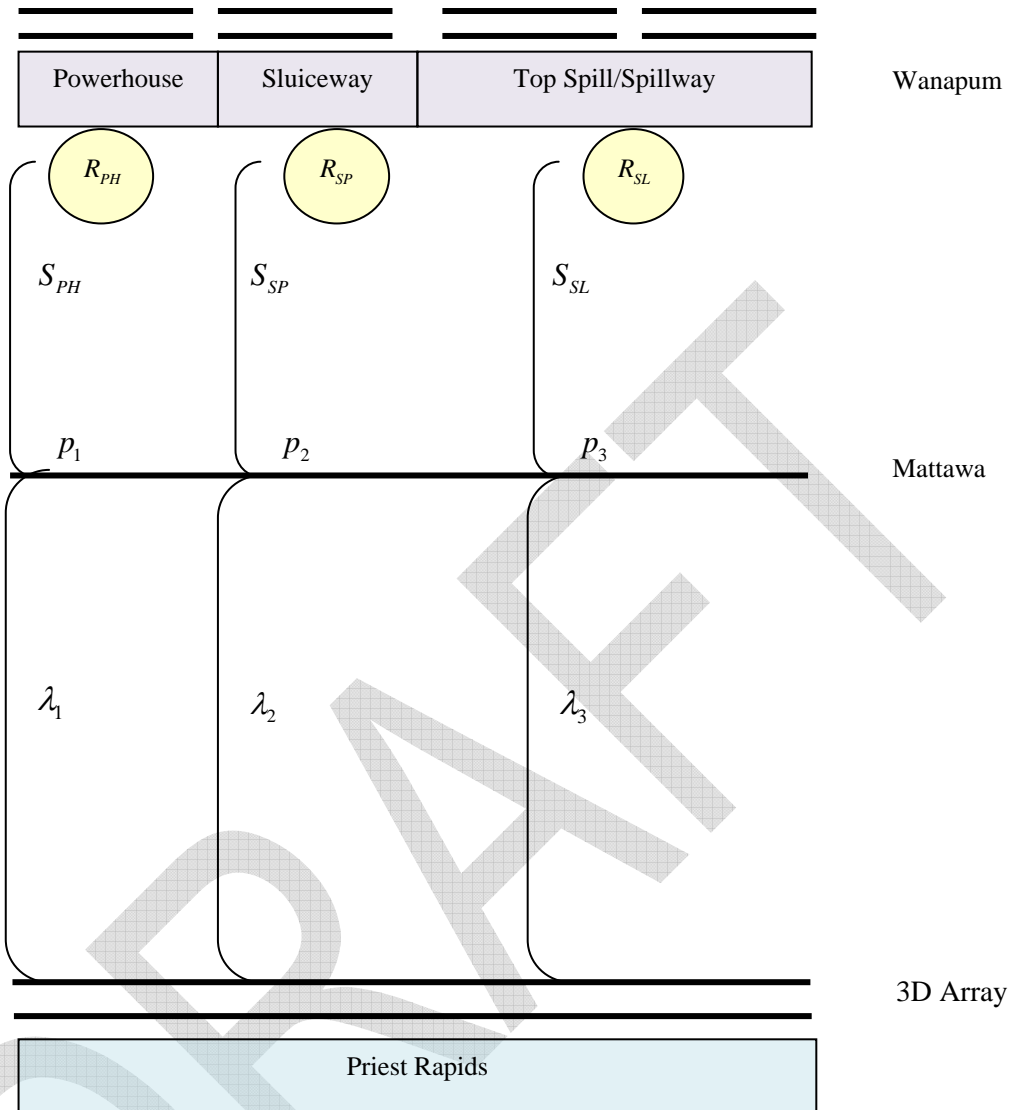 Powerhouse Sluiceway Top Spill/Spillway Wanapum
R_PH R_SP R_SL
S_PH S_SP S_SL
p_1 p_2 p_3
Mattawa
λ_1 λ_2 λ_3
3D Array
Priest Rapids
DRAFT